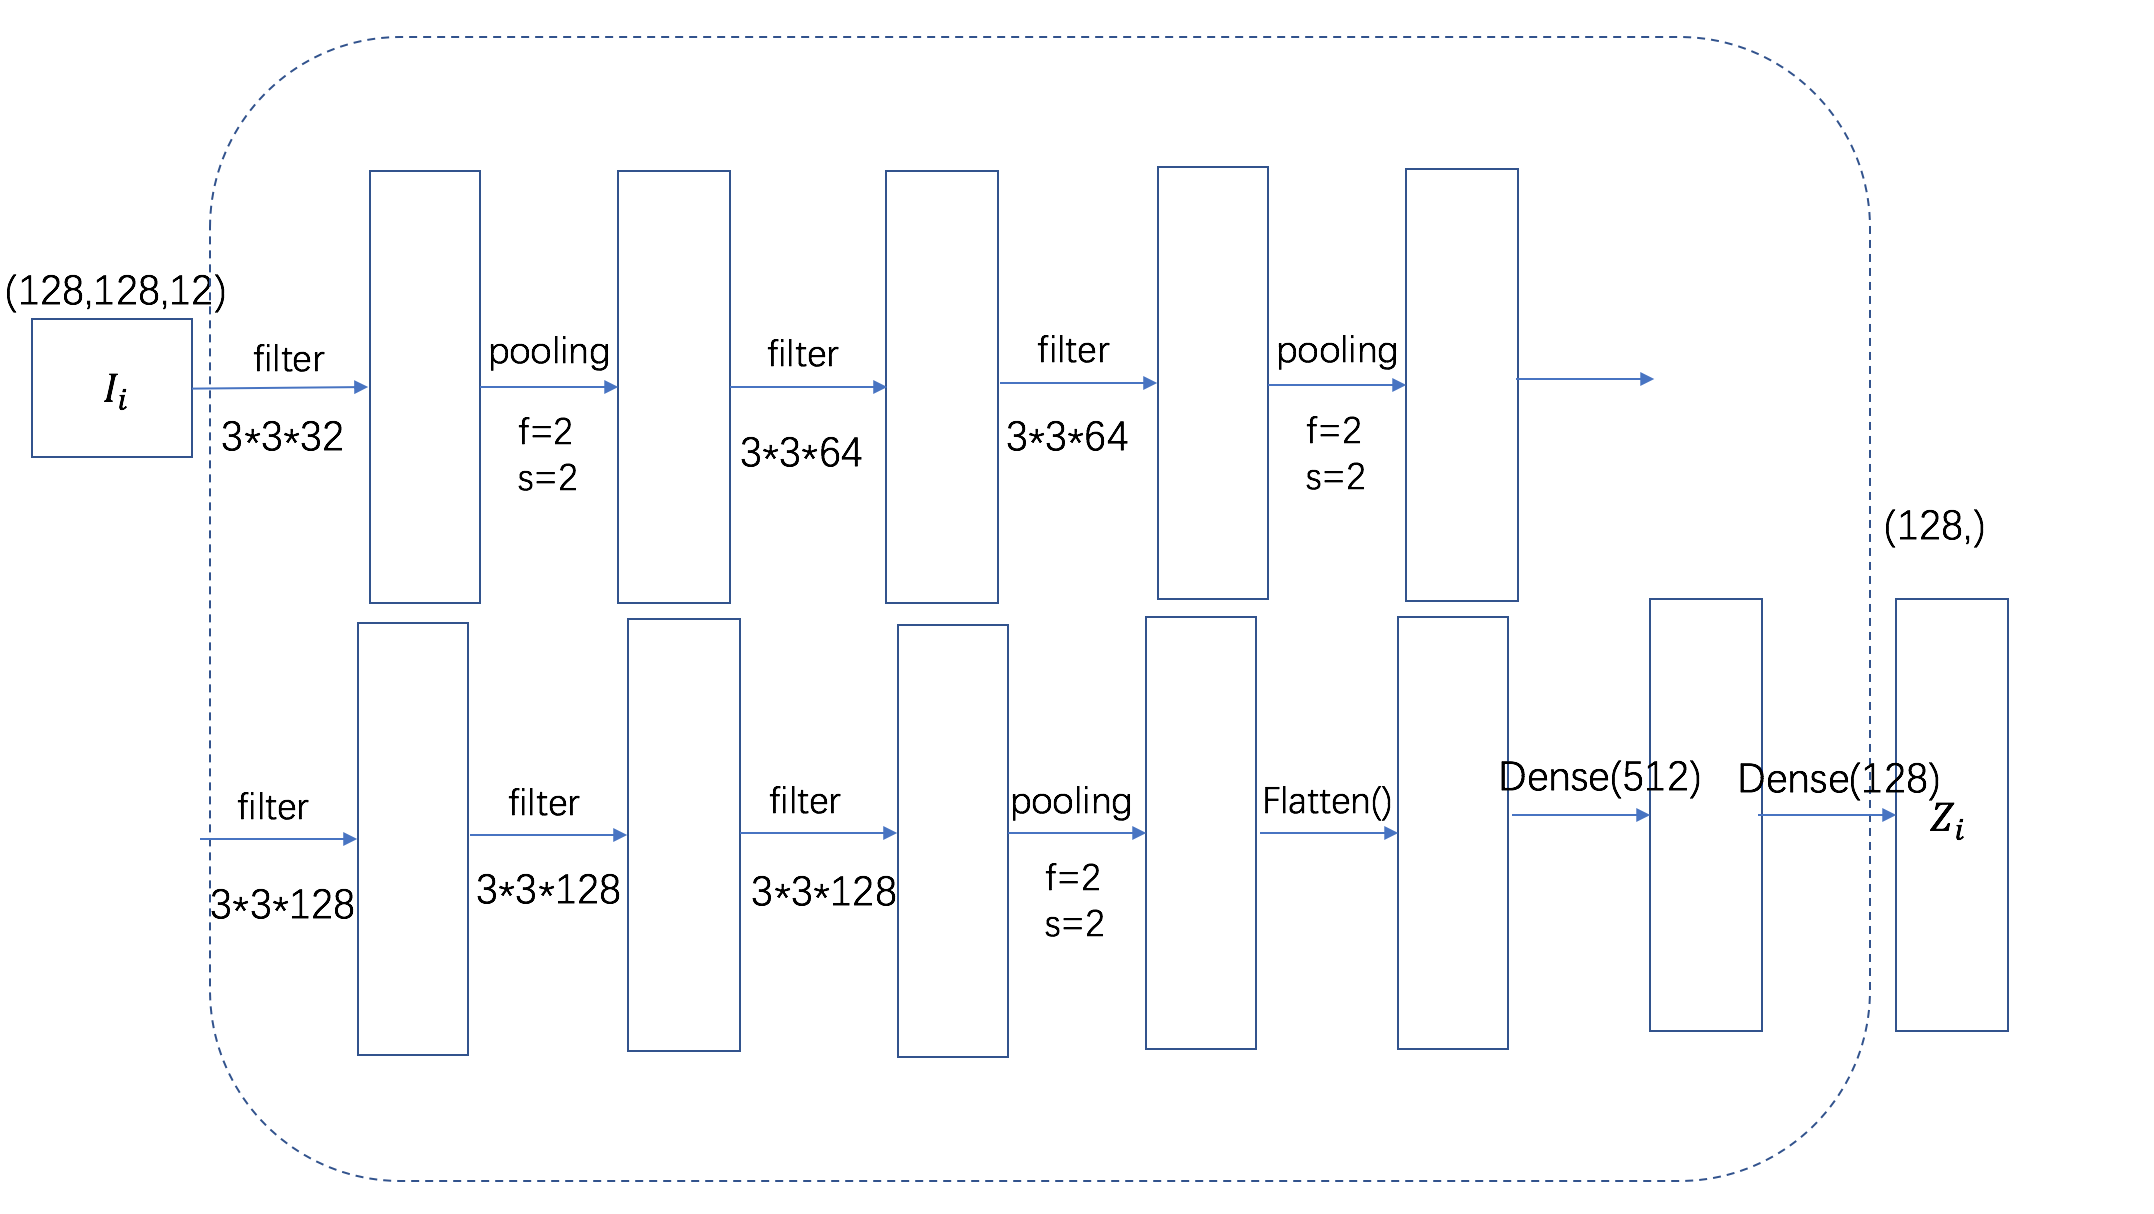 (128,128,12)
I_i
filter
3*3*32
pooling
f=2
s=2
filter
3*3*64
filter
3*3*64
pooling
f=2
s=2
(128,)
filter
3*3*128
filter
3*3*128
filter
3*3*128
pooling
f=2
s=2
Flatten()
Dense(512)
Dense(128)
Z_i